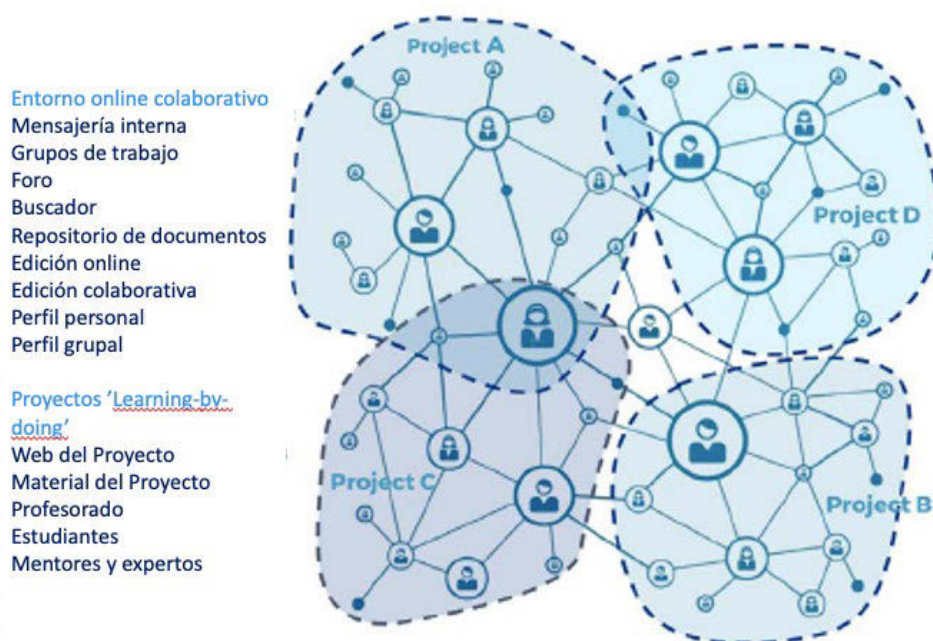 Entorno online colaborativo
Mensajería interna
Grupos de trabajo
Foro
Buscador
Repositorio de documentos
Edición online
Edición colaborativa
Perfil personal
Perfil grupal
Proyectos ‘Learning-by-
doing’
Web del Proyecto
Material del Proyecto
Profesorado
Estudiantes
Mentores y expertos
Project A
Project D
Project C
Project B